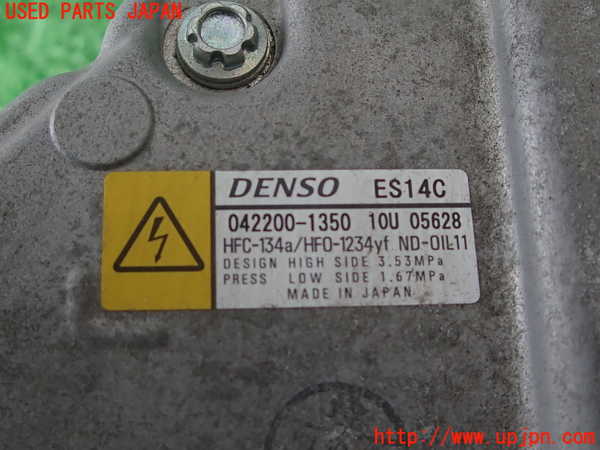 USED PARTS JAPAN
DENSO ES14C
042200-1350 10U 05628
HFC-134a/HFO-1234yf ND-OIL11
DESIGN HIGH SIDE 3.53MPa
PRESS LOW SIDE 1.67MPa
MADE IN JAPAN
UPJ
http://www.upjpn.com/